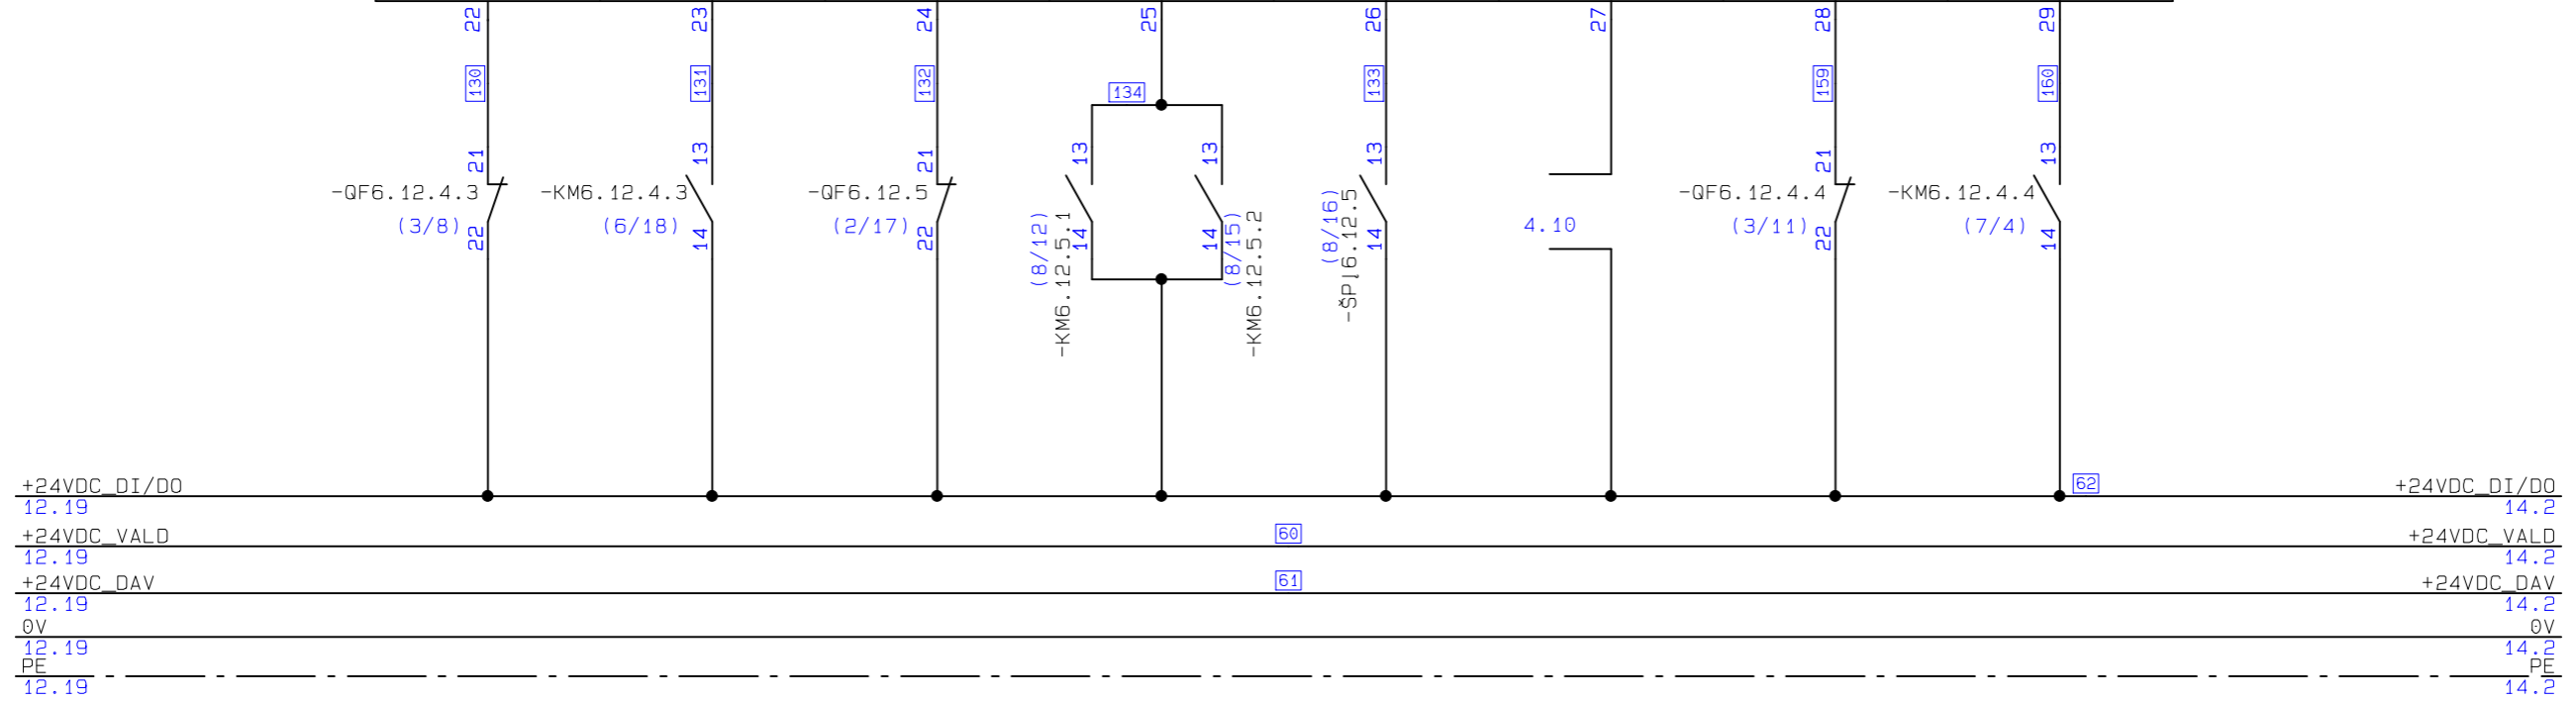 22 23 24 25 26 27 28 29
130 131 132 134 133 159 160
21 13 21 13 13 13 21 13
-QF6.12.4.3 -KM6.12.4.3 -QF6.12.5 -KM6.12.5.1 -KM6.12.5.2 -QF6.12.4.4 -KM6.12.4.4
(3/8) (6/18) (2/17) (8/12) (8/15) (8/16) 4.10 (3/11) (7/4)
22 14 22 14 14 14 22 14
+24VDC_DI/DO 62 +24VDC_DI/DO
12.19 14.2
+24VDC_VALD 60 +24VDC_VALD
12.19 14.2
+24VDC_DAV 61 +24VDC_DAV
12.19 14.2
0V 0V
12.19 14.2
PE PE
12.19 14.2